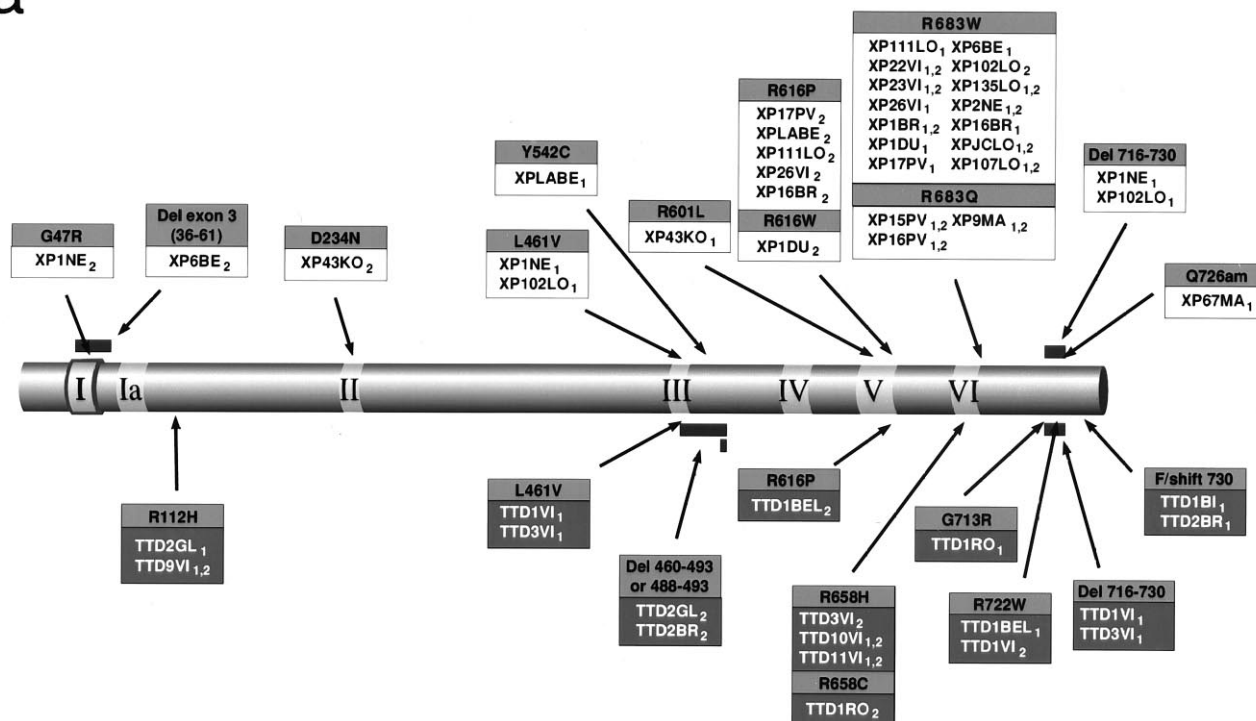 a
R683W
XP111LO1 XP6BE1
XP22VI1,2 XP102LO2
XP23VI1,2 XP135LO1,2
XP26VI1 XP2NE1,2
XP1BR1,2 XP16BR1
XP1DU1 XPJCLO1,2
XP17PV1 XP107LO1,2
R683Q
XP15PV1,2 XP9MA1,2
XP16PV1,2
R616P
XP17PV2
XPLABE2
XP111LO2
XP26VI2
XP16BR2
R616W
XP1DU2
Y542C
XPLABE1
Del 716-730
XP1NE1
XP102LO1
R601L
XP43KO1
Del exon 3
(36-61)
XP6BE2
G47R
XP1NE2
D234N
XP43KO2
L461V
XP1NE1
XP102LO1
Q726am
XP67MA1
I Ia II III IV V VI
R112H
TTD2GL1
TTD9VI1,2
L461V
TTD1VI1
TTD3VI1
Del 460-493
or 488-493
TTD2GL2
TTD2BR2
R616P
TTD1BEL2
R658H
TTD3VI2
TTD10VI1,2
TTD11VI1,2
R658C
TTD1RO2
G713R
TTD1RO1
R722W
TTD1BEL1
TTD1VI2
Del 716-730
TTD1VI1
TTD3VI1
F/shift 730
TTD1BI1
TTD2BR1